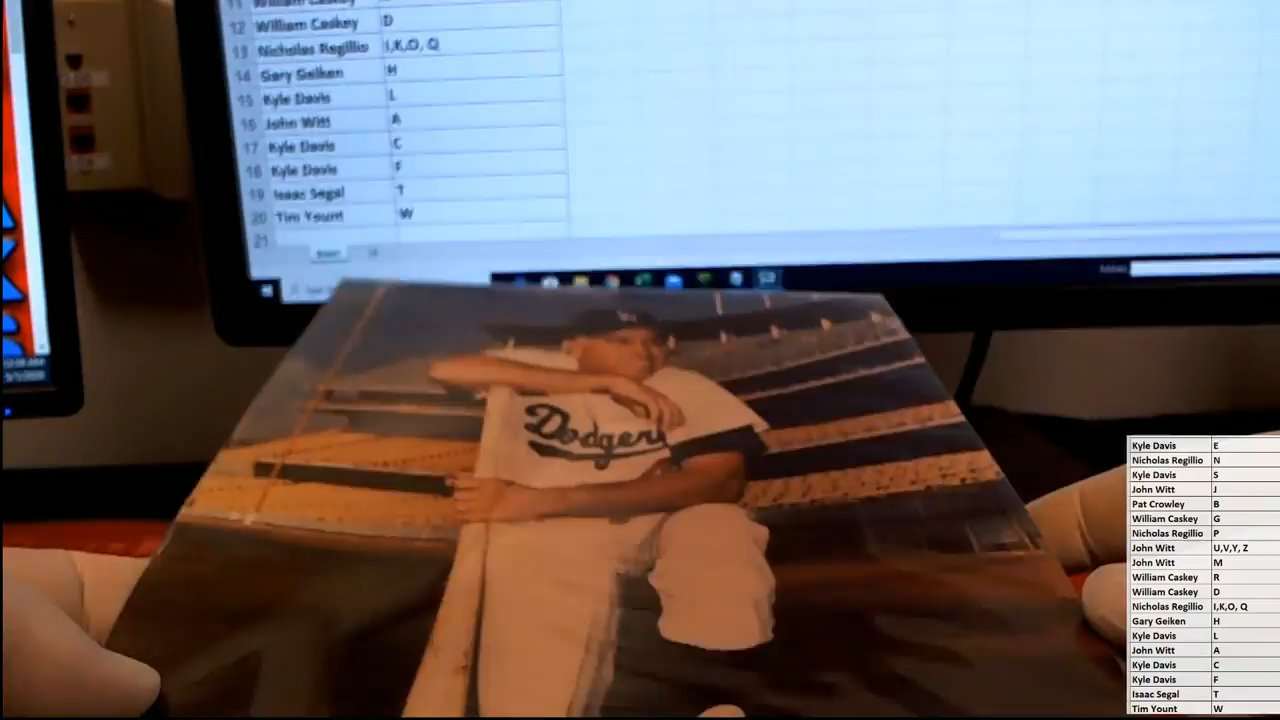 11 William Caskey
12 William Caskey D
13 Nicholas Regillio I,K,O, Q
14 Gary Geiken H
15 Kyle Davis L
16 John Witt A
17 Kyle Davis C
18 Kyle Davis F
19 Isaac Segal T
20 Tim Yount W
21
Dodgers
Kyle Davis E
Nicholas Regillio N
Kyle Davis S
John Witt J
Pat Crowley B
William Caskey G
Nicholas Regillio P
John Witt U,V,Y, Z
John Witt M
William Caskey R
William Caskey D
Nicholas Regillio I,K,O, Q
Gary Geiken H
Kyle Davis L
John Witt A
Kyle Davis C
Kyle Davis F
Isaac Segal T
Tim Yount W